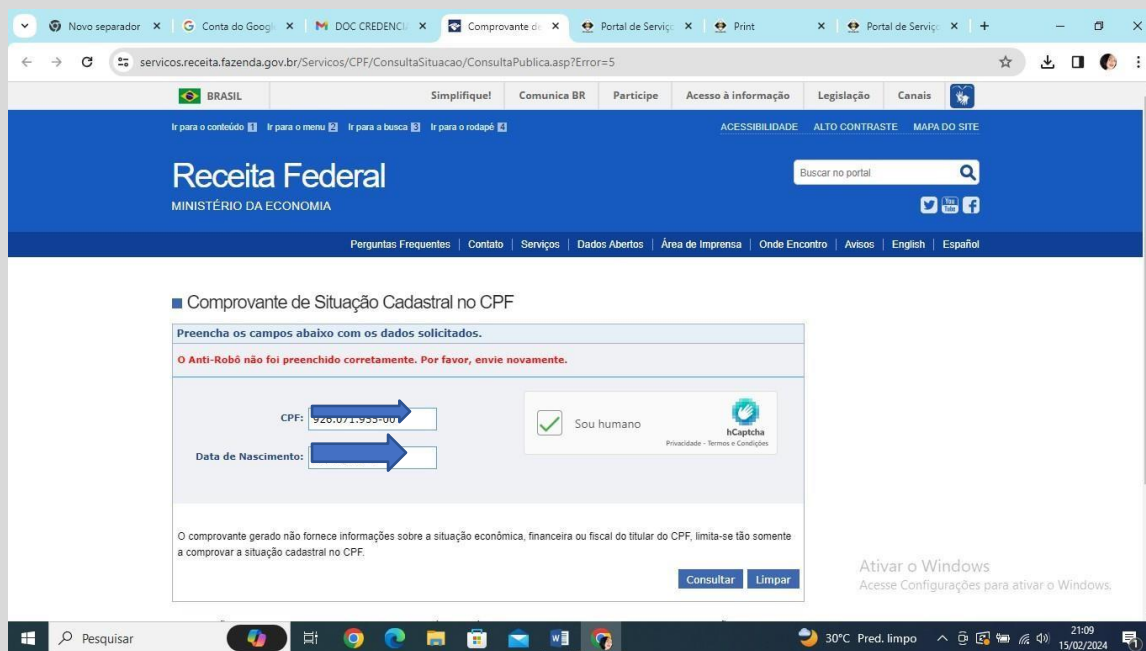 Novo separador
Conta do Googl
DOC CREDENCI
Comprovante de
Portal de Serviç
Print
Portal de Serviç
servicos.receita.fazenda.gov.br/Servicos/CPF/ConsultaSituacao/ConsultaPublica.asp?Error=5
BRASIL Simplifique! Comunica BR Participe Acesso à informação Legislação Canais
Ir para o conteúdo 1 Ir para o menu 2 Ir para a busca 3 Ir para o rodapé 4 ACESSIBILIDADE ALTO CONTRASTE MAPA DO SITE
Receita Federal
Buscar no portal
MINISTÉRIO DA ECONOMIA
Perguntas Frequentes | Contato | Serviços | Dados Abertos | Área de Imprensa | Onde Encontro | Avisos | English | Español
Comprovante de Situação Cadastral no CPF
Preencha os campos abaixo com os dados solicitados.
O Anti-Robô não foi preenchido corretamente. Por favor, envie novamente.
CPF:
Sou humano
hCaptcha
Privacidade - Termos e Condições
Data de Nascimento:
O comprovante gerado não fornece informações sobre a situação econômica, financeira ou fiscal do titular do CPF, limita-se tão somente
a comprovar a situação cadastral no CPF.
Consultar Limpar
Ativar o Windows
Acesse Configurações para ativar o Windows.
Pesquisar
30°C Pred. limpo
21:09
15/02/2024